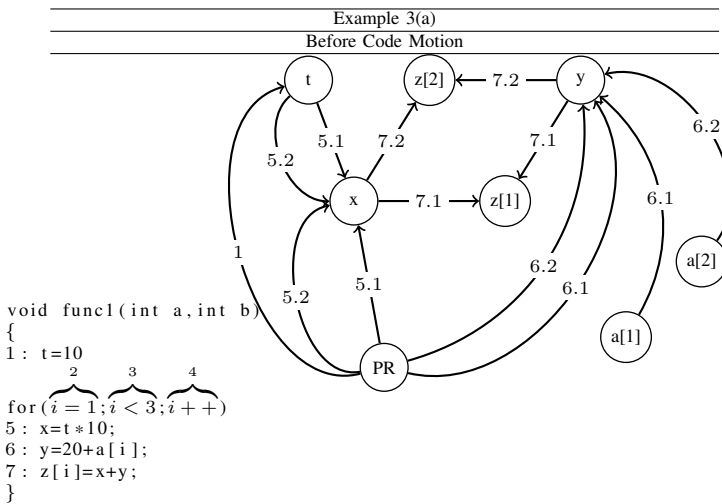 Example 3(a)
Before Code Motion
t
z[2]
7.2
y
6.2
5.1
7.2
7.1
5.2
x
7.1
z[1]
6.1
1
6.2
a[2]
5.2
5.1
6.1
void func1(int a,int b)
{
a[1]
1: t=10
PR
2 3 4
for(i = 1; i < 3; i + +)
5: x=t*10;
6: y=20+a[i];
7: z[i]=x+y;
}